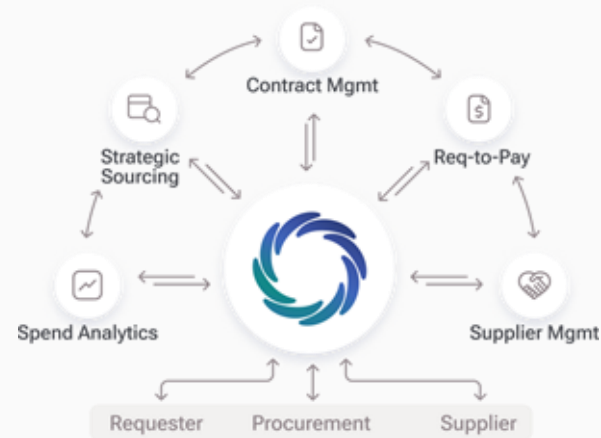 Contract Mgmt
Strategic
Sourcing
Req-to-Pay
Spend Analytics
Supplier Mgmt
Requester Procurement Supplier